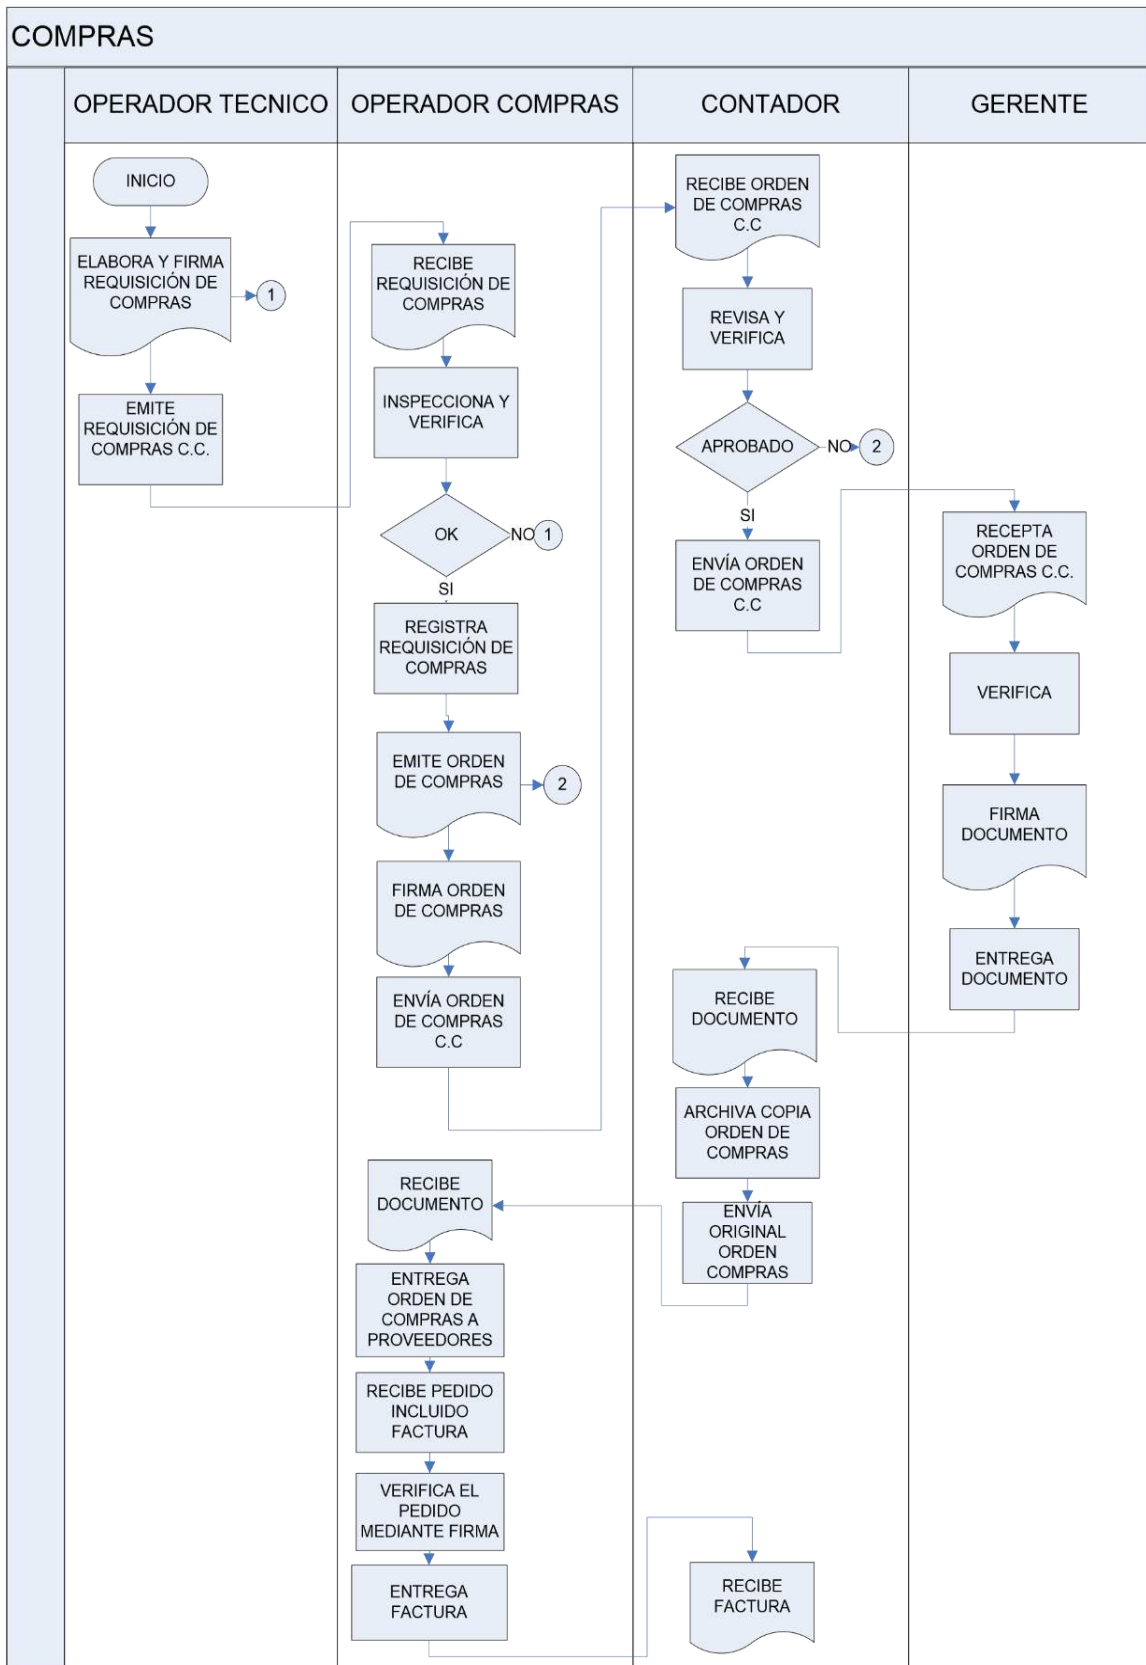 COMPRAS
OPERADOR TECNICO
OPERADOR COMPRAS
CONTADOR
GERENTE
INICIO
ELABORA Y FIRMA
REQUISICIÓN DE
COMPRAS
1
EMITE
REQUISIÓN DE
COMPRAS C.C.
RECIBE
REQUISICIÓN DE
COMPRAS
INSPECCIONA Y
VERIFICA
OK
NO
1
SI
REGISTRA
REQUISICIÓN DE
COMPRAS
EMITE ORDEN
DE COMPRAS
2
FIRMA ORDEN
DE COMPRAS
ENVÍA ORDEN
DE COMPRAS
C.C
RECIBE ORDEN
DE COMPRAS
C.C
REVISA Y
VERIFICA
APROBADO
NO
2
SI
ENVÍA ORDEN
DE COMPRAS
C.C
RECEPTA
ORDEN DE
COMPRAS C.C.
VERIFICA
FIRMA
DOCUMENTO
ENTREGA
DOCUMENTO
RECIBE
DOCUMENTO
ARCHIVA COPIA
ORDEN DE
COMPRAS
ENVÍA
ORIGINAL
ORDEN
COMPRAS
RECIBE
DOCUMENTO
ENTREGA
ORDEN DE
COMPRAS A
PROVEEDORES
RECIBE PEDIDO
INCLUIDO
FACTURA
VERIFICA EL
PEDIDO
MEDIANTE FIRMA
ENTREGA
FACTURA
RECIBE
FACTURA